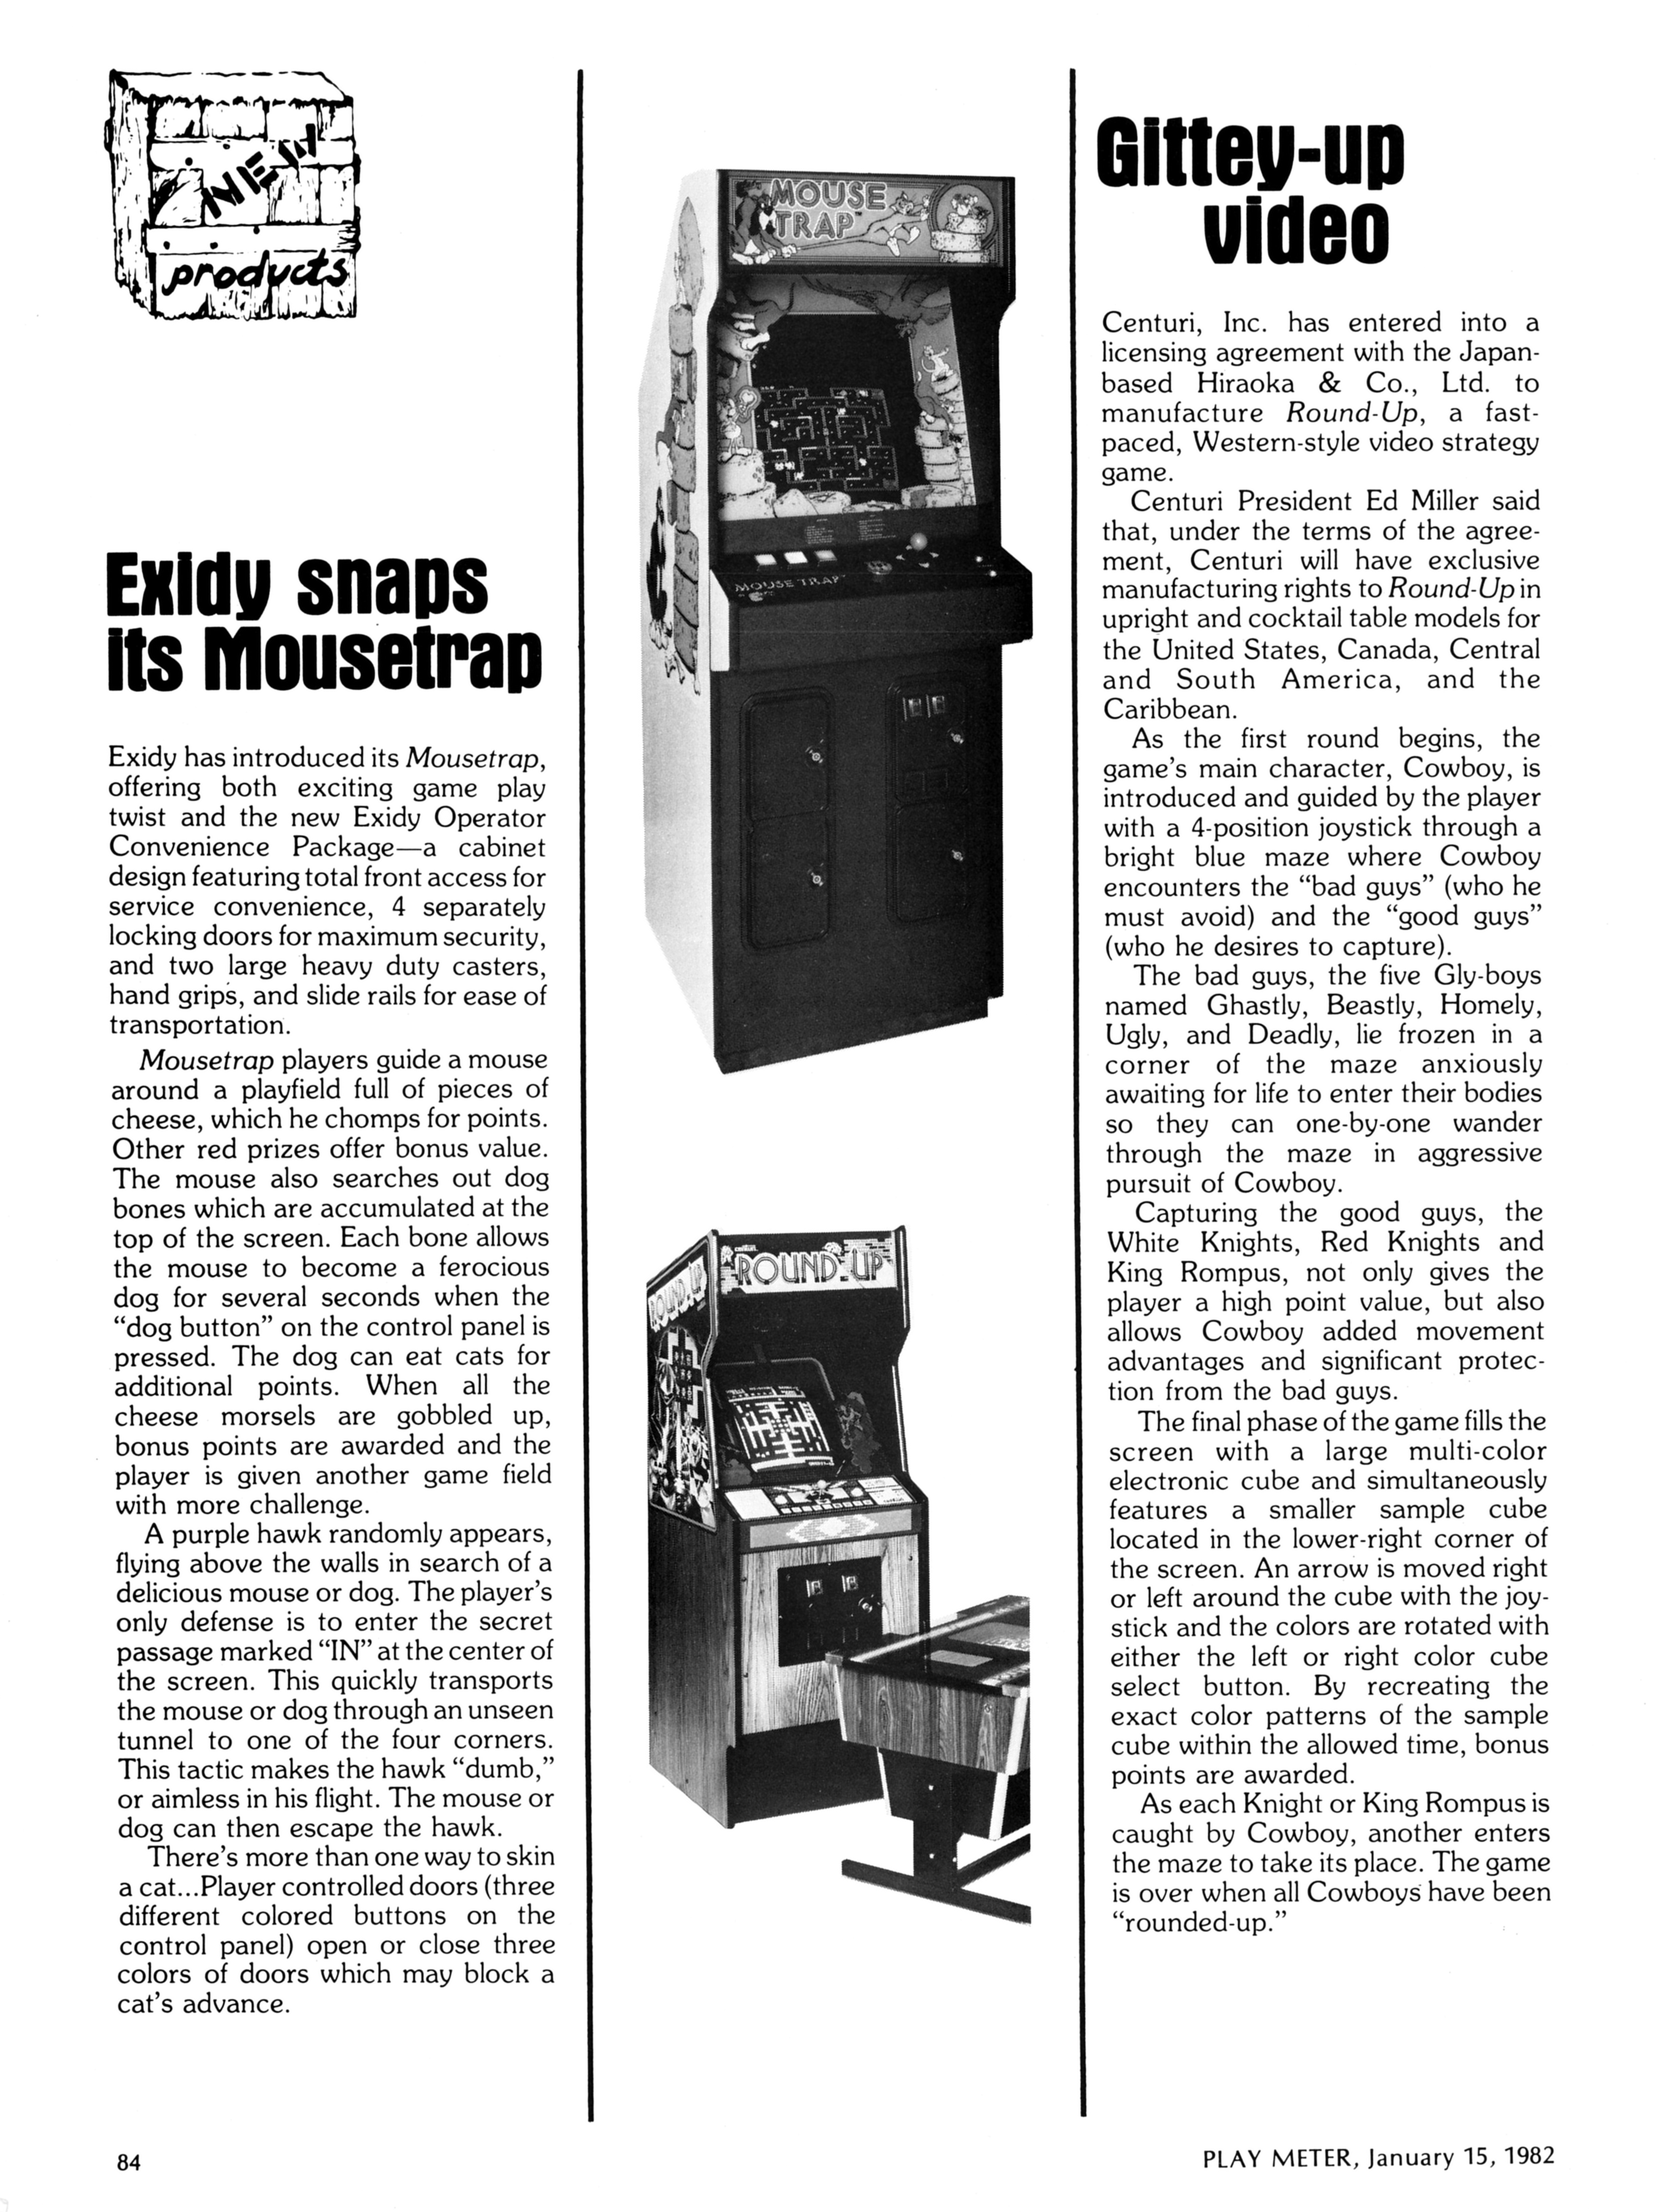 NEW
products
Exidy snaps
its Mousetrap
Exidy has introduced its Mousetrap,
offering both exciting game play
twist and the new Exidy Operator
Convenience Package—a cabinet
design featuring total front access for
service convenience, 4 separately
locking doors for maximum security,
and two large heavy duty casters,
hand grips, and slide rails for ease of
transportation.
Mousetrap players guide a mouse
around a playfield full of pieces of
cheese, which he chomps for points.
Other red prizes offer bonus value.
The mouse also searches out dog
bones which are accumulated at the
top of the screen. Each bone allows
the mouse to become a ferocious
dog for several seconds when the
“dog button” on the control panel is
pressed. The dog can eat cats for
additional points. When all the
cheese morsels are gobbled up,
bonus points are awarded and the
player is given another game field
with more challenge.
A purple hawk randomly appears,
flying above the walls in search of a
delicious mouse or dog. The player’s
only defense is to enter the secret
passage marked “IN” at the center of
the screen. This quickly transports
the mouse or dog through an unseen
tunnel to one of the four corners.
This tactic makes the hawk “dumb,”
or aimless in his flight. The mouse or
dog can then escape the hawk.
There’s more than one way to skin
a cat...Player controlled doors (three
different colored buttons on the
control panel) open or close three
colors of doors which may block a
cat’s advance.
MOUSE
TRAP™
MOUSE TRAP
centuri
ROUND-UP
ROUND-UP
Gittey-up
video
Centuri, Inc. has entered into a
licensing agreement with the Japan-
based Hiraoka & Co., Ltd. to
manufacture Round-Up, a fast-
paced, Western-style video strategy
game.
Centuri President Ed Miller said
that, under the terms of the agree-
ment, Centuri will have exclusive
manufacturing rights to Round-Up in
upright and cocktail table models for
the United States, Canada, Central
and South America, and the
Caribbean.
As the first round begins, the
game’s main character, Cowboy, is
introduced and guided by the player
with a 4-position joystick through a
bright blue maze where Cowboy
encounters the “bad guys” (who he
must avoid) and the “good guys”
(who he desires to capture).
The bad guys, the five Gly-boys
named Ghastly, Beastly, Homely,
Ugly, and Deadly, lie frozen in a
corner of the maze anxiously
awaiting for life to enter their bodies
so they can one-by-one wander
through the maze in aggressive
pursuit of Cowboy.
Capturing the good guys, the
White Knights, Red Knights and
King Rompus, not only gives the
player a high point value, but also
allows Cowboy added movement
advantages and significant protec-
tion from the bad guys.
The final phase of the game fills the
screen with a large multi-color
electronic cube and simultaneously
features a smaller sample cube
located in the lower-right corner of
the screen. An arrow is moved right
or left around the cube with the joy-
stick and the colors are rotated with
either the left or right color cube
select button. By recreating the
exact color patterns of the sample
cube within the allowed time, bonus
points are awarded.
As each Knight or King Rompus is
caught by Cowboy, another enters
the maze to take its place. The game
is over when all Cowboys have been
“rounded-up.”
84
PLAY METER, January 15, 1982